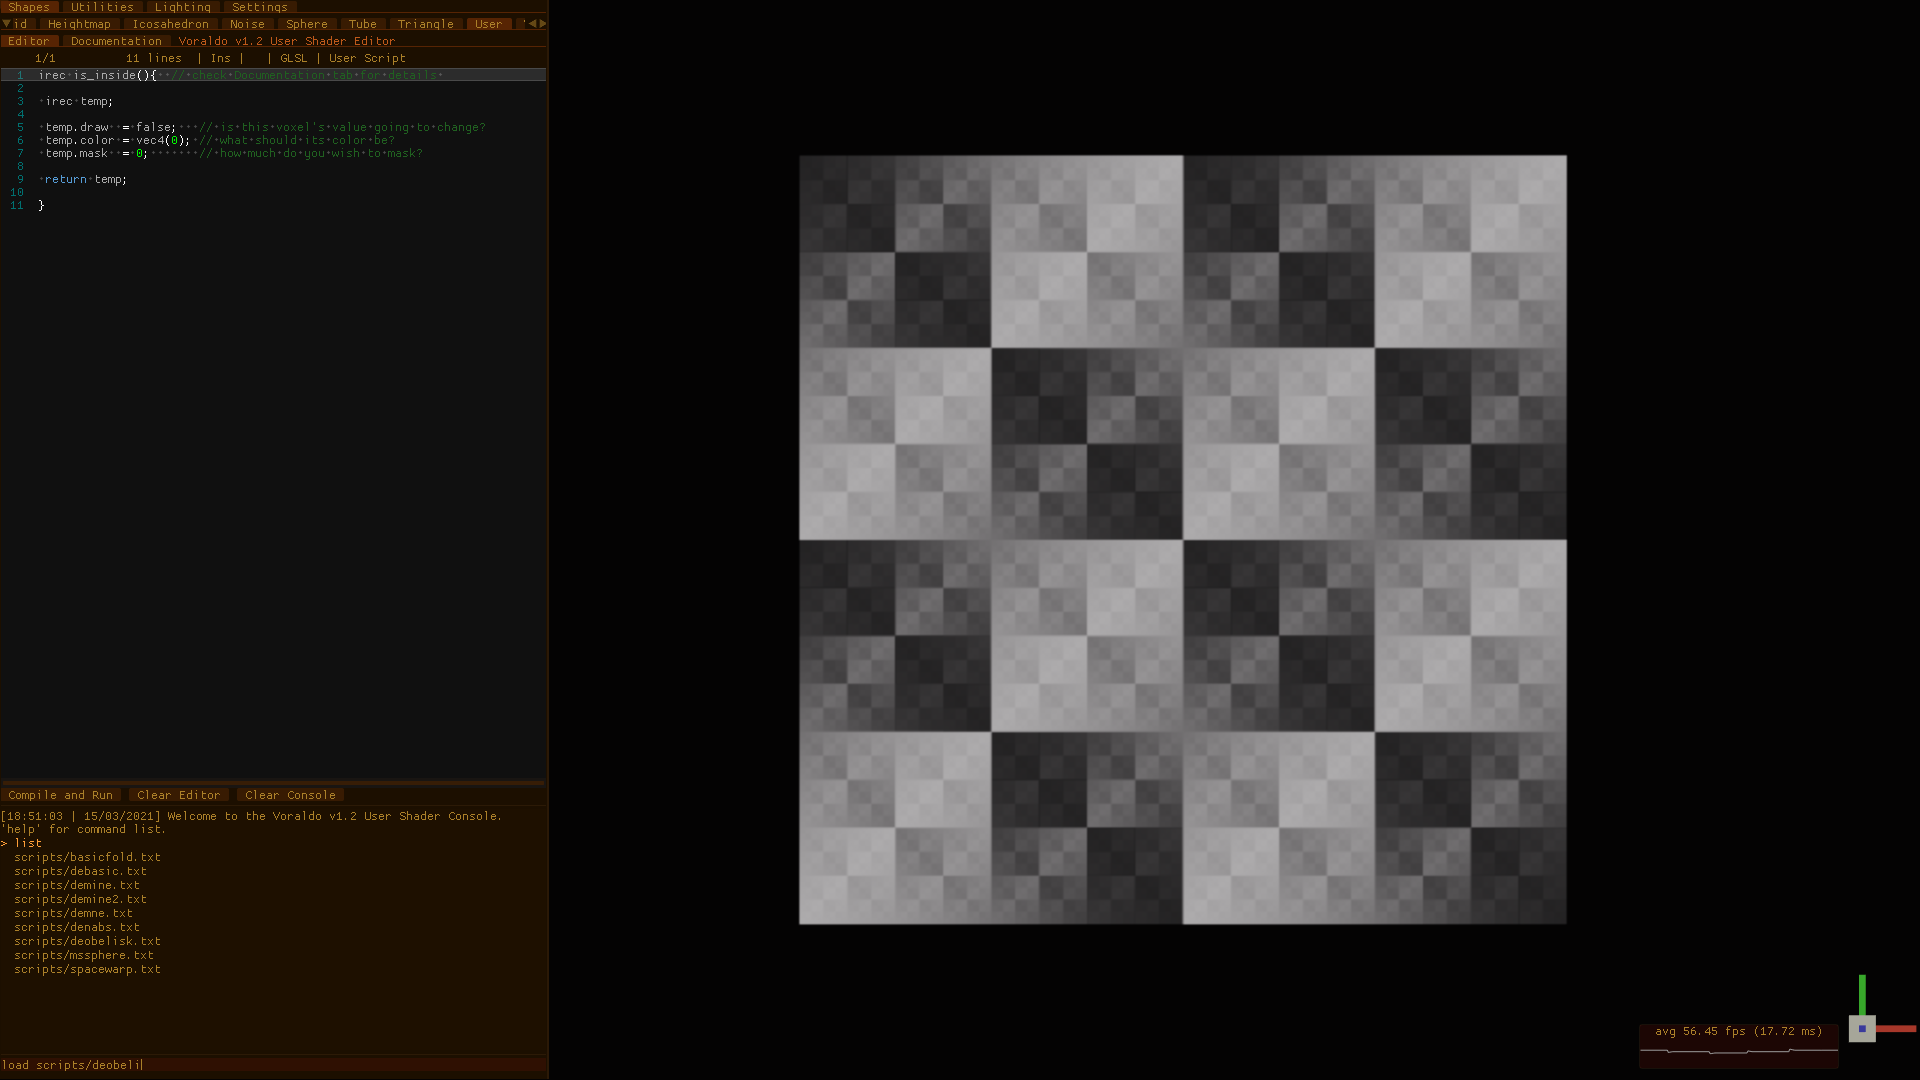 Shapes Utilities Lighting Settings
id Heightmap Icosahedron Noise Sphere Tube Triangle User
Editor Documentation Voraldo v1.2 User Shader Editor
1/1 11 lines | Ins | | GLSL | User Script
1 irec is_inside(){ // check Documentation tab for details
2
3 irec temp;
4
5 temp.draw = false; // is this voxel's value going to change?
6 temp.color = vec4(0); // what should its color be?
7 temp.mask = 0; // how much do you wish to mask?
8
9 return temp;
10
11 }
Compile and Run Clear Editor Clear Console
[18:51:03 | 15/03/2021] Welcome to the Voraldo v1.2 User Shader Console.
'help' for command list.
> list
scripts/basicfold.txt
scripts/debasic.txt
scripts/demine.txt
scripts/demine2.txt
scripts/demne.txt
scripts/denabs.txt
scripts/deobelisk.txt
scripts/mssphere.txt
scripts/spacewarp.txt
load scripts/deobeli
avg 56.45 fps (17.72 ms)